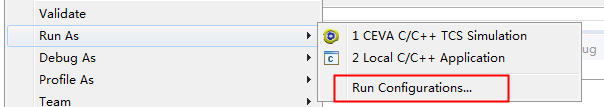 Validate
Run As
Debug As
Profile As
Team
1 CEVA C/C++ TCS Simulation
2 Local C/C++ Application
Run Configurations...